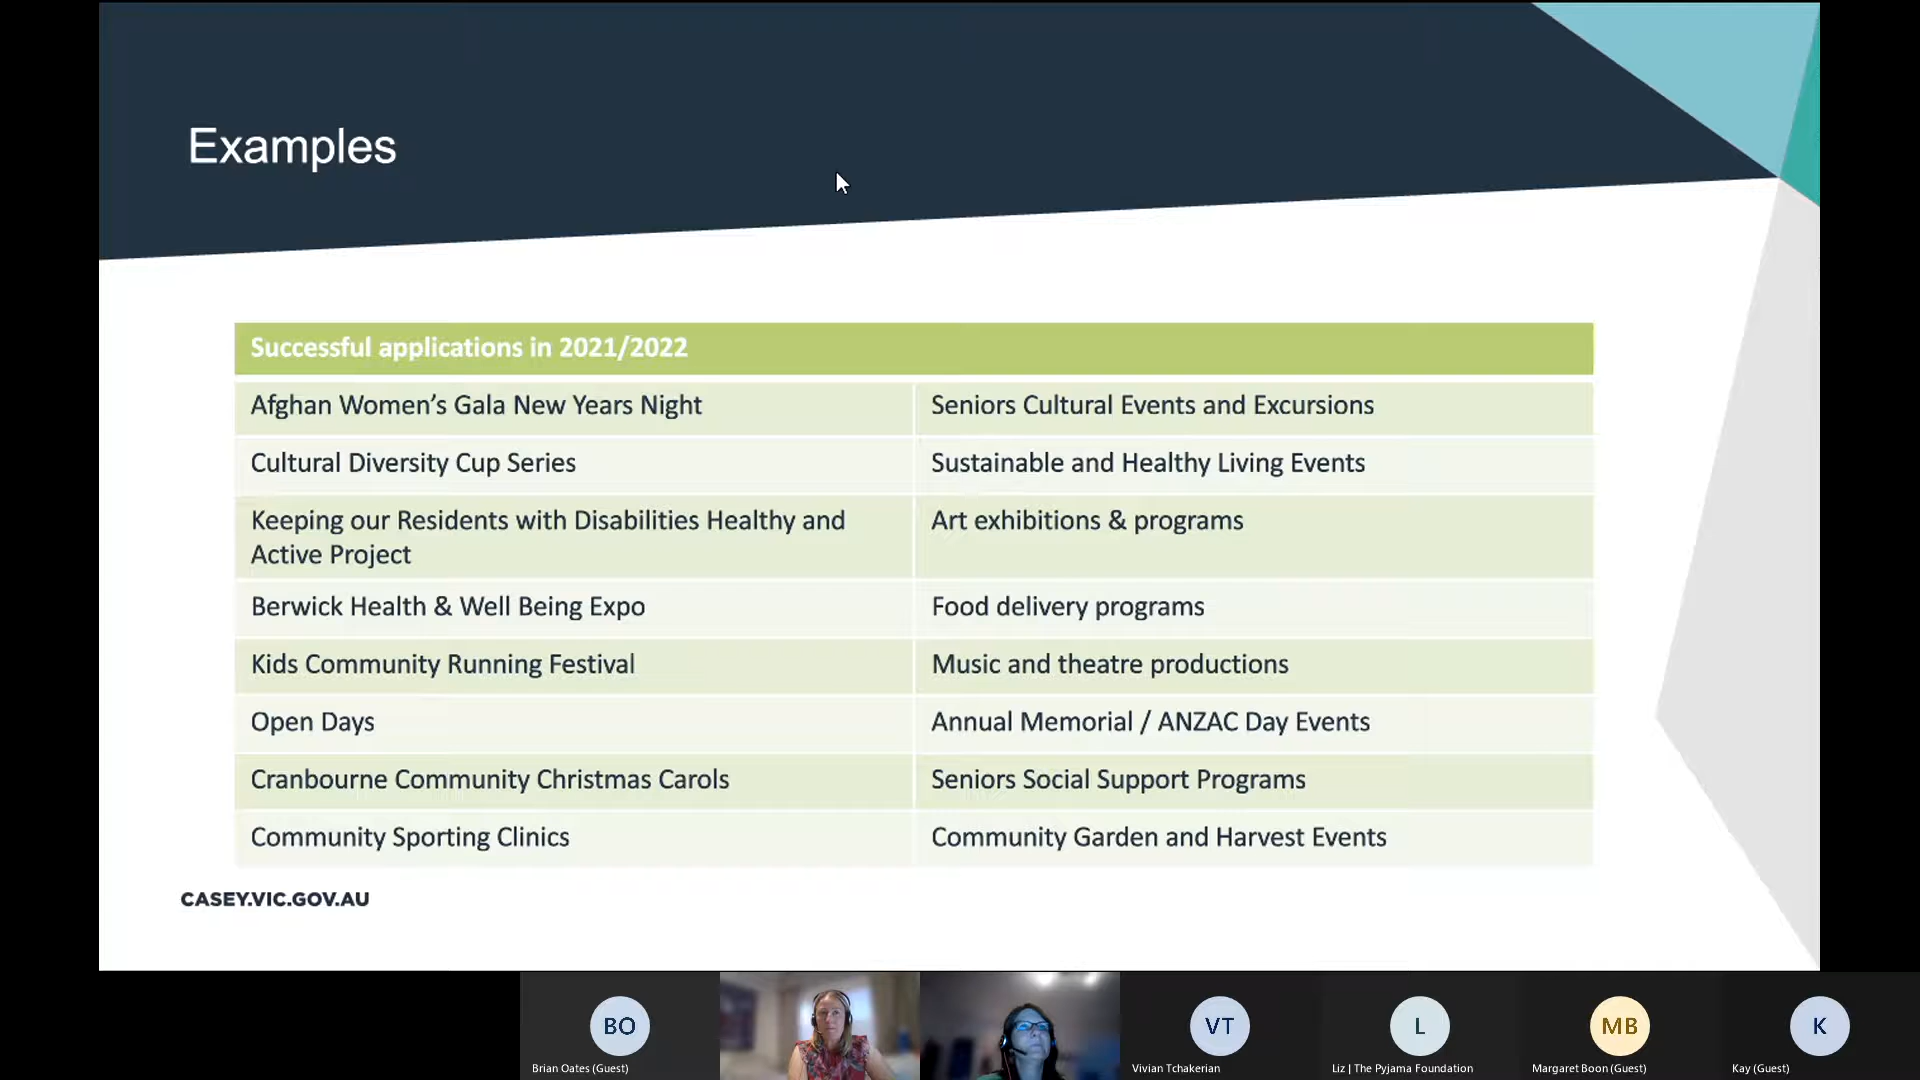 Examples
Successful applications in 2021/2022
Afghan Women’s Gala New Years Night
Seniors Cultural Events and Excursions
Cultural Diversity Cup Series
Sustainable and Healthy Living Events
Keeping our Residents with Disabilities Healthy and
Active Project
Art exhibitions & programs
Berwick Health & Well Being Expo
Food delivery programs
Kids Community Running Festival
Music and theatre productions
Open Days
Annual Memorial / ANZAC Day Events
Cranbourne Community Christmas Carols
Seniors Social Support Programs
Community Sporting Clinics
Community Garden and Harvest Events
CASEY.VIC.GOV.AU
BO
VT
L
MB
K
Brian Oates (Guest)
Vivian Tchakerian
Liz | The Pyjama Foundation
Margaret Boon (Guest)
Kay (Guest)